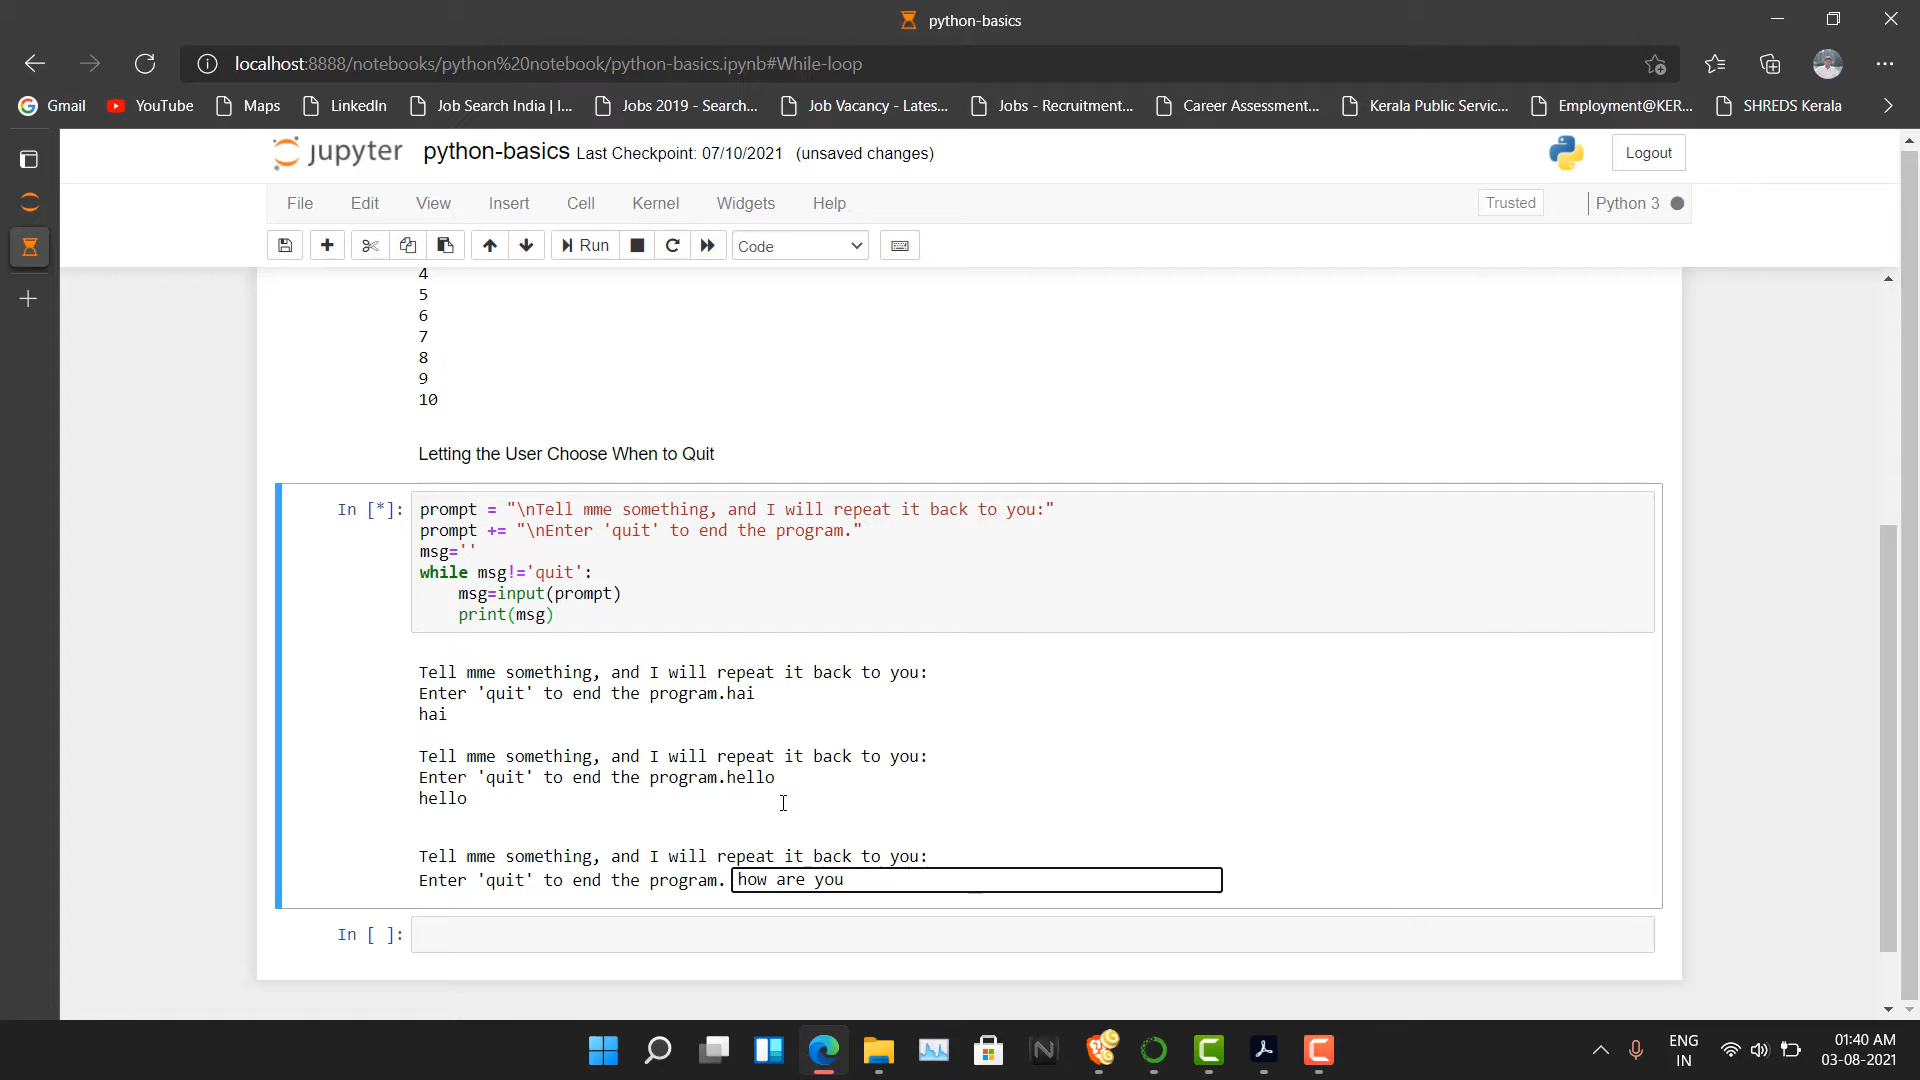 python-basics
localhost:8888/notebooks/python%20notebook/python-basics.ipynb#While-loop
Gmail YouTube Maps LinkedIn Job Search India | I... Jobs 2019 - Search... Job Vacancy - Lates... Jobs - Recruitment... Career Assessment... Kerala Public Servic... Employment@KER... SHREDS Kerala
jupyter python-basics Last Checkpoint: 07/10/2021 (unsaved changes) Logout
File Edit View Insert Cell Kernel Widgets Help Trusted Python 3
Run Code
4
5
6
7
8
9
10
Letting the User Choose When to Quit
In [*]: prompt = "\nTell mme something, and I will repeat it back to you:"
prompt += "\nEnter 'quit' to end the program."
msg=''
while msg!='quit':
    msg=input(prompt)
    print(msg)
Tell mme something, and I will repeat it back to you:
Enter 'quit' to end the program.hai
hai
Tell mme something, and I will repeat it back to you:
Enter 'quit' to end the program.hello
hello
Tell mme something, and I will repeat it back to you:
Enter 'quit' to end the program. how are you
In [ ]:
ENG
IN
01:40 AM
03-08-2021